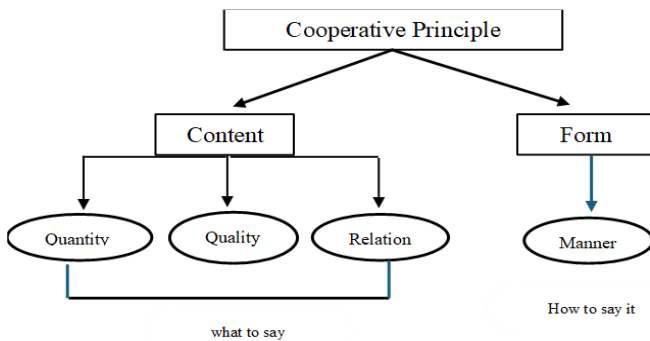 Cooperative Principle
Content
Form
Quantity
Quality
Relation
Manner
How to say it
what to say